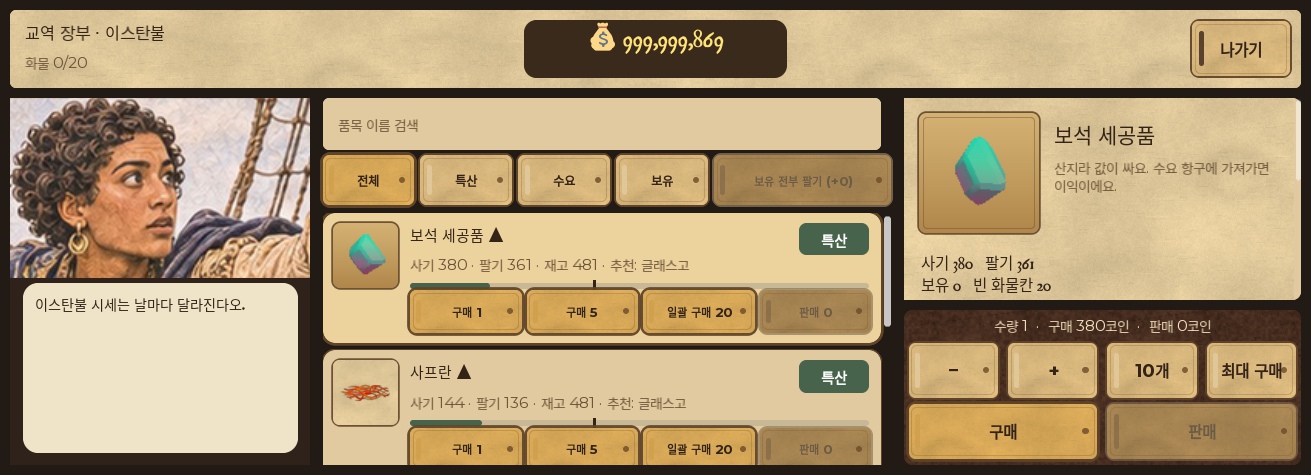 교역 장부 · 이스탄불
화물 0/20
999,999,869
나가기
이스탄불 시세는 날마다 달라진다오.
품목 이름 검색
전체
특산
수요
보유
보유 전부 팔기 (+0)
보석 세공품 ▲
특산
사기 380 · 팔기 361 · 재고 481 · 추천: 글래스고
구매 1
구매 5
일괄 구매 20
판매 0
사프란 ▲
특산
사기 144 · 팔기 136 · 재고 481 · 추천: 글래스고
구매 1
구매 5
일괄 구매 20
판매 0
보석 세공품
산지라 값이 싸요. 수요 항구에 가져가면
이익이에요.
사기 380 팔기 361
보유 0 빈 화물칸 20
수량 1 · 구매 380코인 · 판매 0코인
−
+
10개
최대 구매
구매
판매